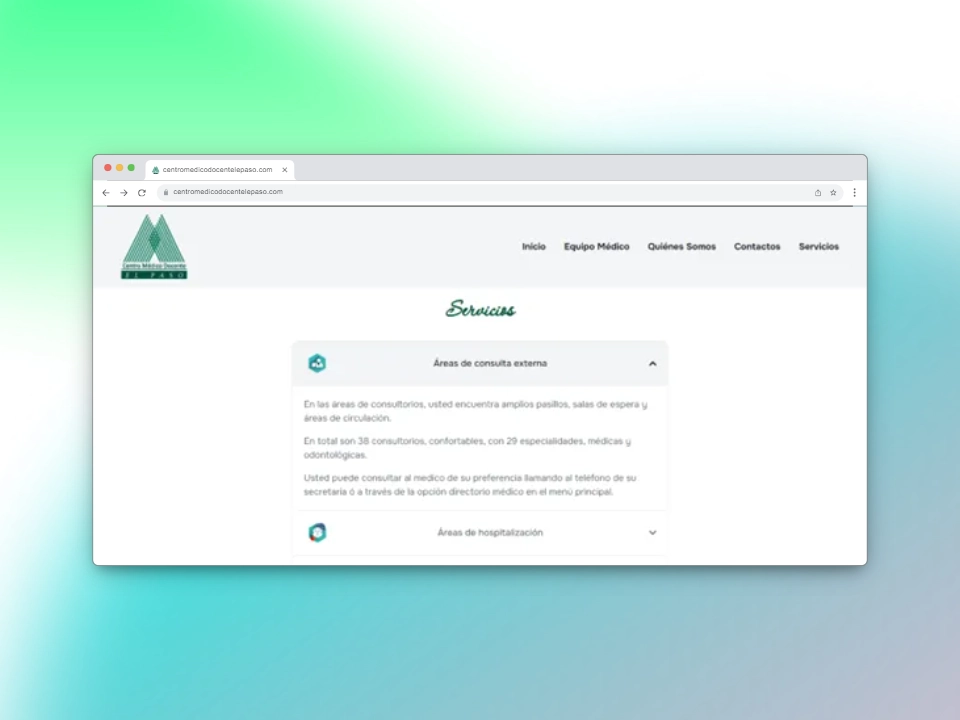 centromedicodocentelepaso.com
centromedicodocentelepaso.com
Centro Médico Docente
EL PASO
Inicio
Equipo Médico
Quiénes Somos
Contactos
Servicios
Servicios
Áreas de consulta externa
En las áreas de consultorios, usted encuentra amplios pasillos, salas de espera y
áreas de circulación.
En total son 38 consultorios, confortables, con 29 especialidades, médicas y
odontológicas.
Usted puede consultar al medico de su preferencia llamando al teléfono de su
secretaria ó a través de la opción directorio médico en el menú principal.
Áreas de hospitalización